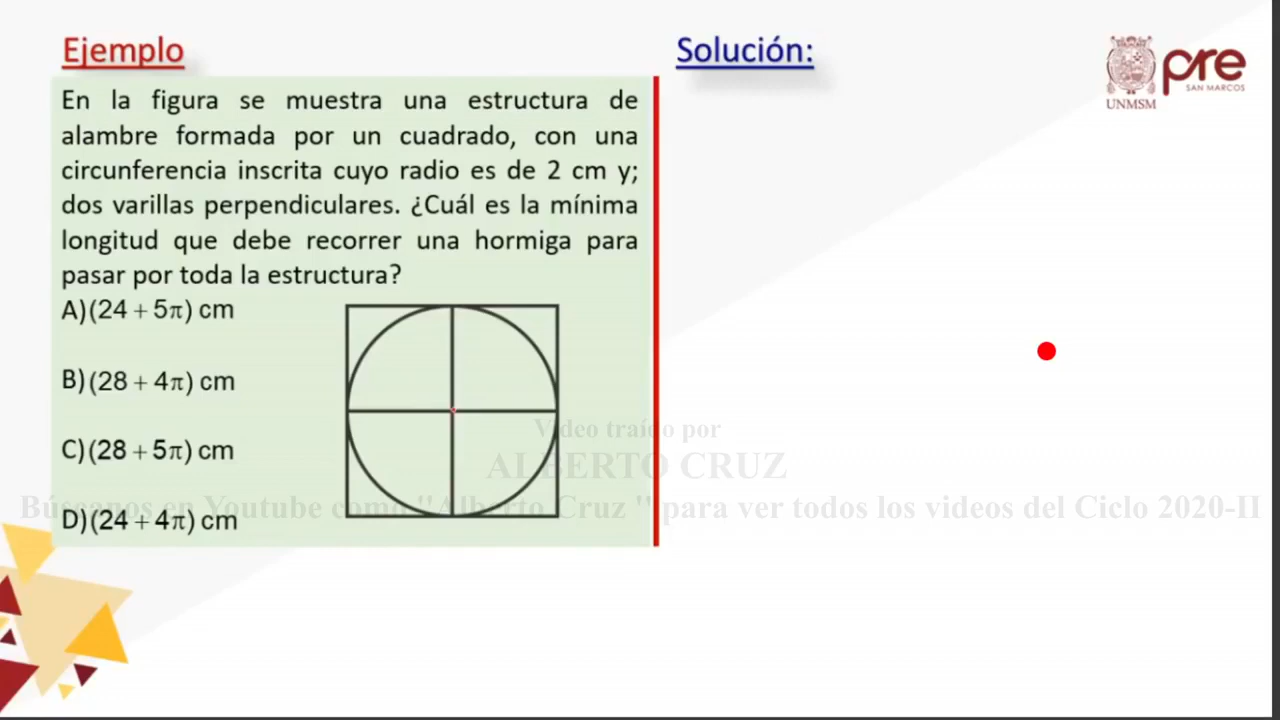 Ejemplo
En la figura se muestra una estructura de
alambre formada por un cuadrado, con una
circunferencia inscrita cuyo radio es de 2 cm y;
dos varillas perpendiculares. ¿Cuál es la mínima
longitud que debe recorrer una hormiga para
pasar por toda la estructura?
A)(24 + 5π) cm
B)(28 + 4π) cm
C)(28 + 5π) cm
D)(24 + 4π) cm
Solución:
UNMSM
pre
SAN MARCOS
Video traído por
ALBERTO CRUZ
Búscanos en Youtube como "Alberto Cruz " para ver todos los videos del Ciclo 2020-II